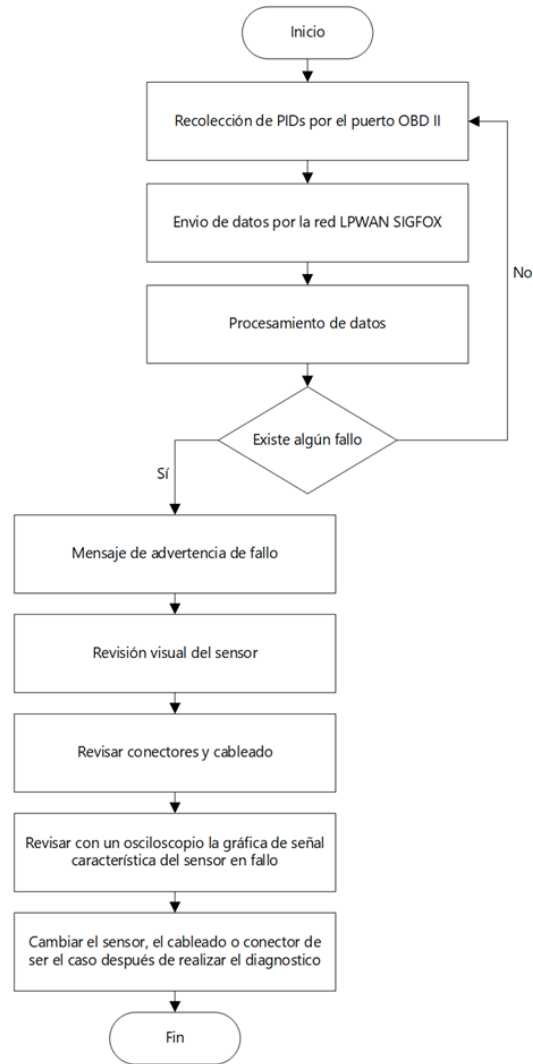 Inicio
Recolección de PIDs por el puerto OBD II
Envio de datos por la red LPWAN SIGFOX
No
Procesamiento de datos
Existe algún fallo
Sí
Mensaje de advertencia de fallo
Revisión visual del sensor
Revisar conectores y cableado
Revisar con un osciloscopio la gráfica de señal
característica del sensor en fallo
Cambiar el sensor, el cableado o conector de
ser el caso después de realizar el diagnostico
Fin